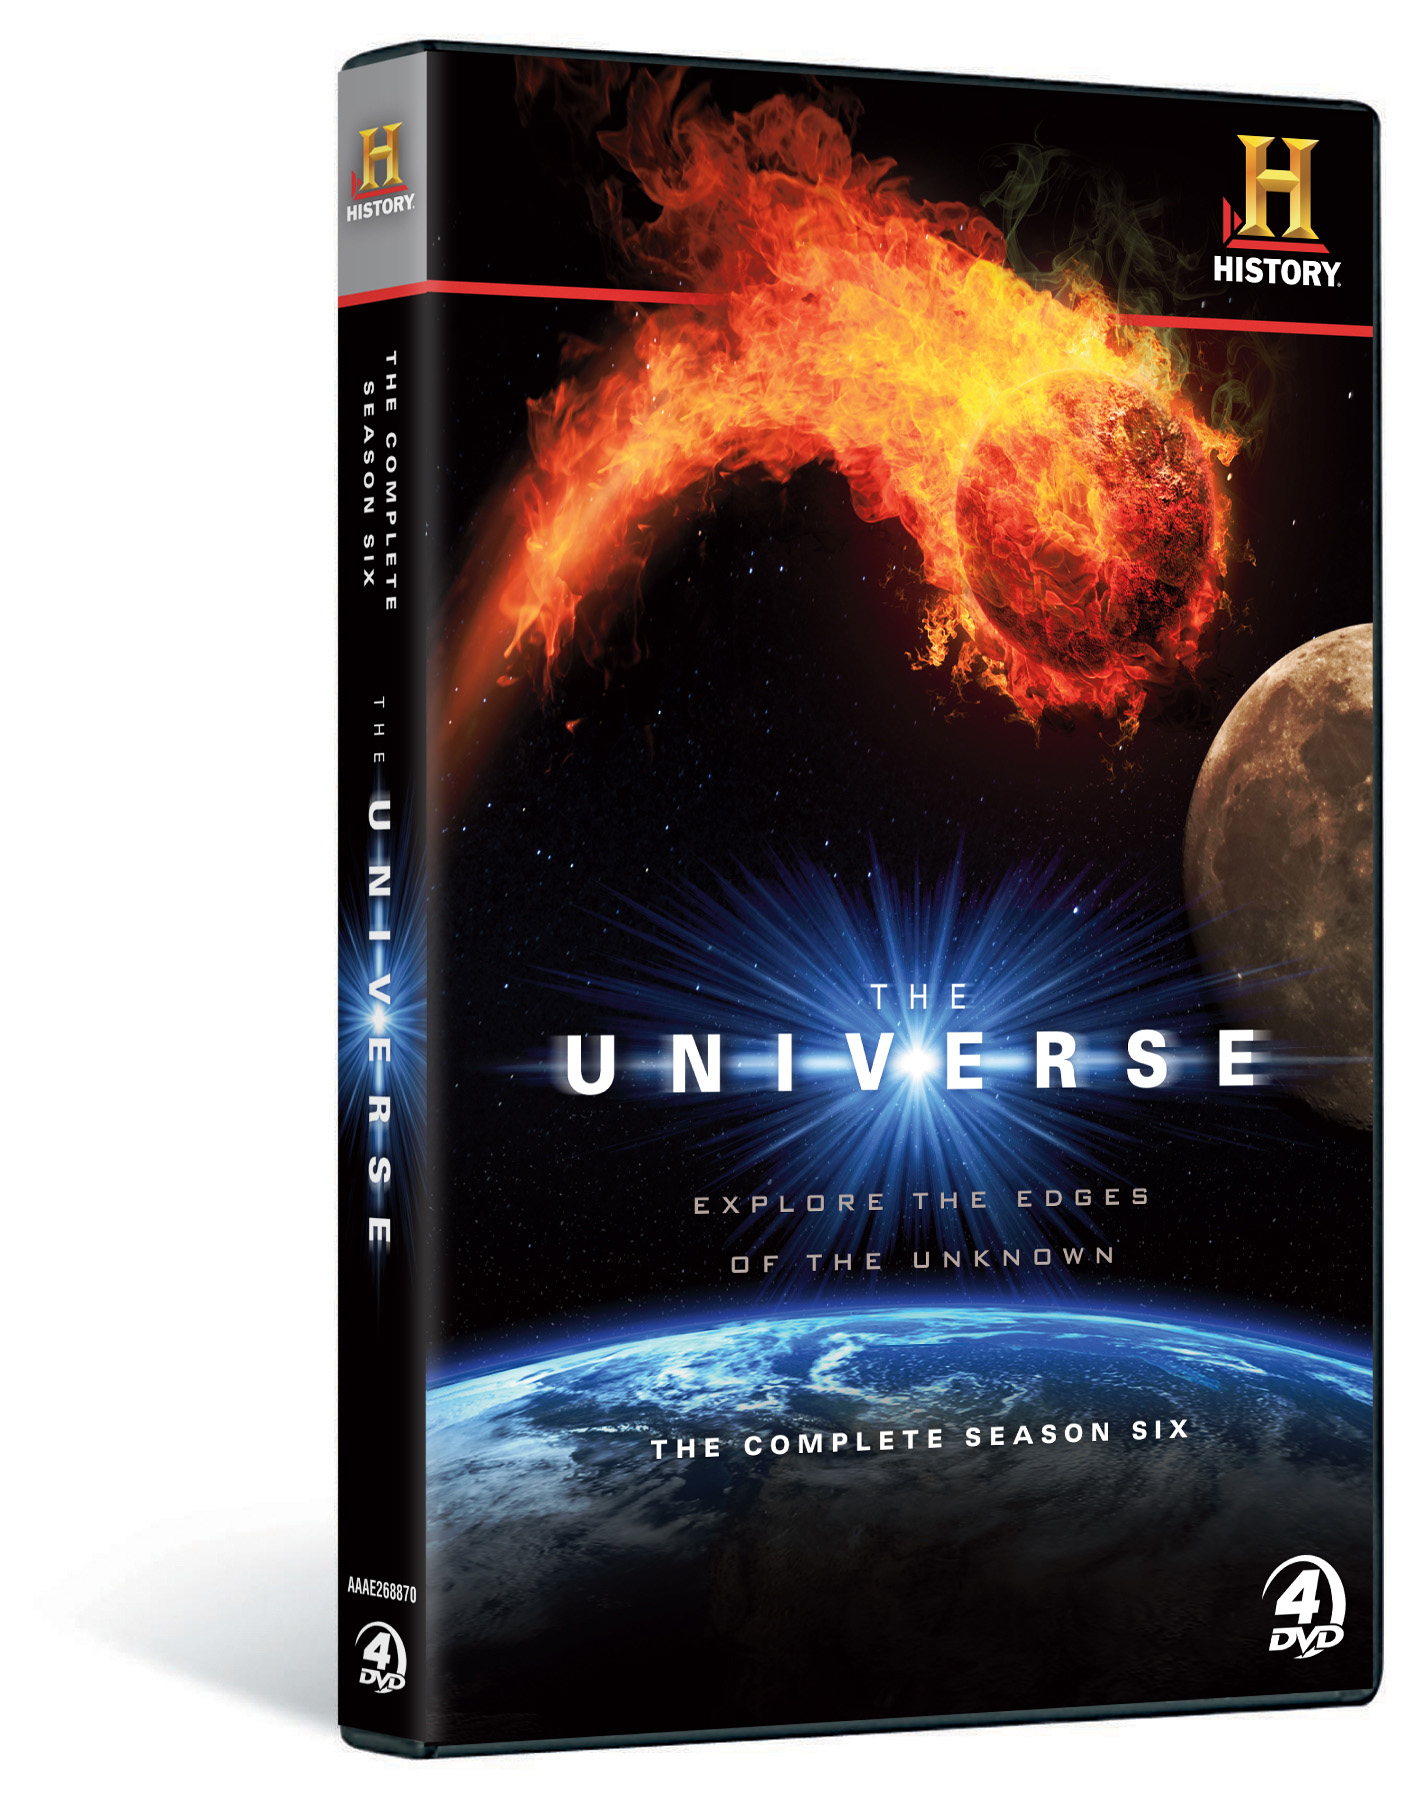 H
HISTORY
THE COMPLETE
SEASON SIX
THE
UNIVERSE
AAAE268870
4
DVD
H
HISTORY
THE
UNIVERSE
EXPLORE THE EDGES
OF THE UNKNOWN
THE COMPLETE SEASON SIX
4
DVD